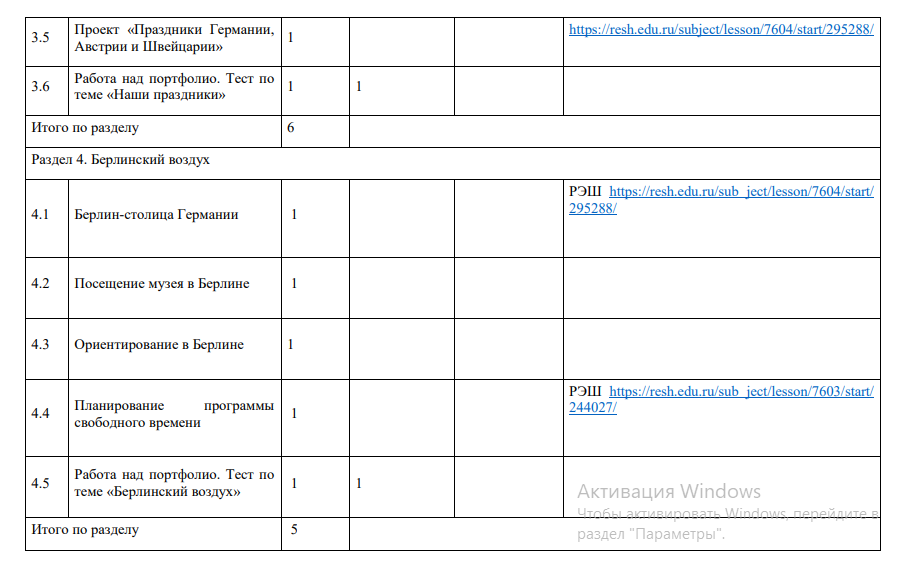 3.5 Проект «Праздники Германии, Австрии и Швейцарии» 1 https://resh.edu.ru/subject/lesson/7604/start/295288/
3.6 Работа над портфолио. Тест по теме «Наши праздники» 1 1
Итого по разделу 6
Раздел 4. Берлинский воздух
4.1 Берлин-столица Германии 1 РЭШ https://resh.edu.ru/sub_ject/lesson/7604/start/295288/
4.2 Посещение музея в Берлине 1
4.3 Ориентирование в Берлине 1
4.4 Планирование программы свободного времени 1 РЭШ https://resh.edu.ru/sub_ject/lesson/7603/start/244027/
4.5 Работа над портфолио. Тест по теме «Берлинский воздух» 1 1
Итого по разделу 5
Активация Windows
Чтобы активировать Windows, перейдите в
раздел "Параметры".